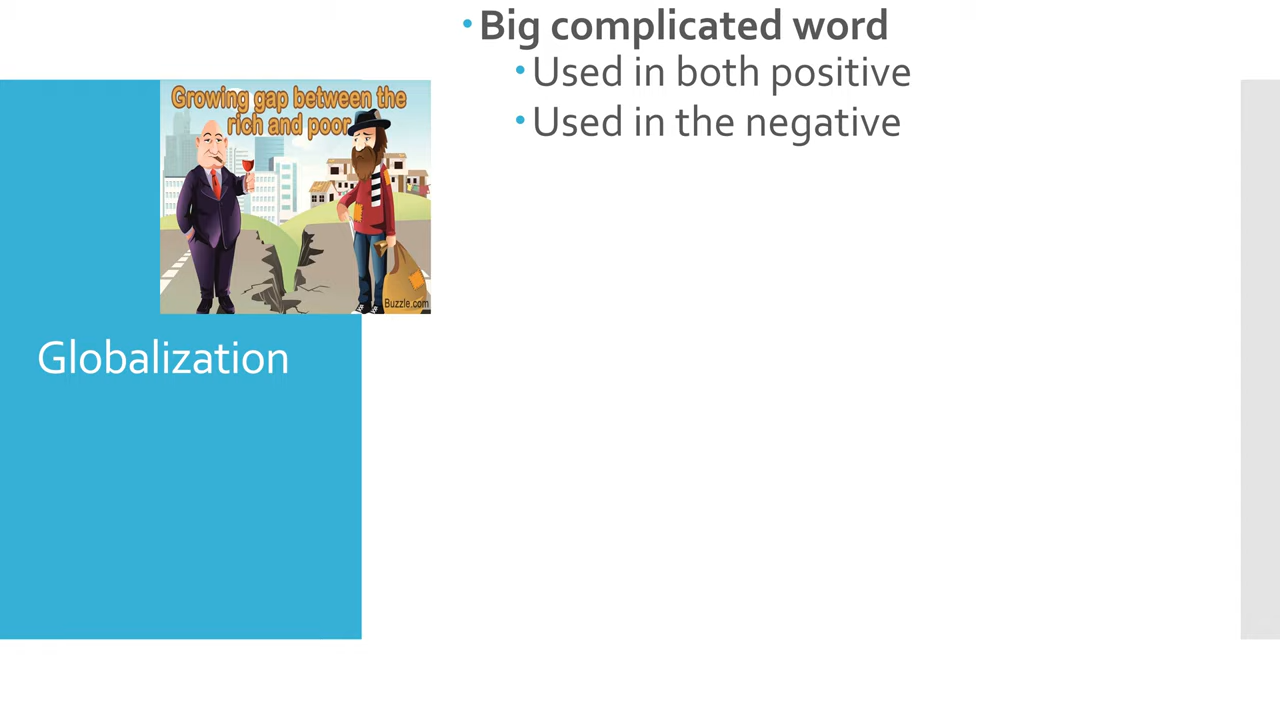 Big complicated word
Used in both positive
Used in the negative
Growing gap between the
rich and poor
Buzzle.com
Globalization